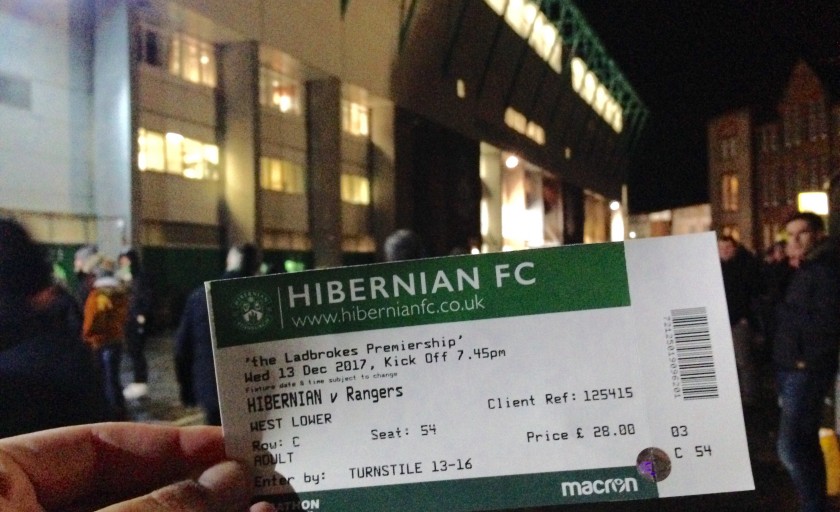 HIBERNIAN FC
www.hibernianfc.co.uk
'the Ladbrokes Premiership'
Wed 13 Dec 2017, Kick Off 7.45pm
Fixture date & time subject to change
HIBERNIAN v Rangers
Client Ref: 125415
WEST LOWER
Row: C
Seat: 54
Price £ 28.00
ADULT
Enter by: TURNSTILE 13-16
03
C 54
macron